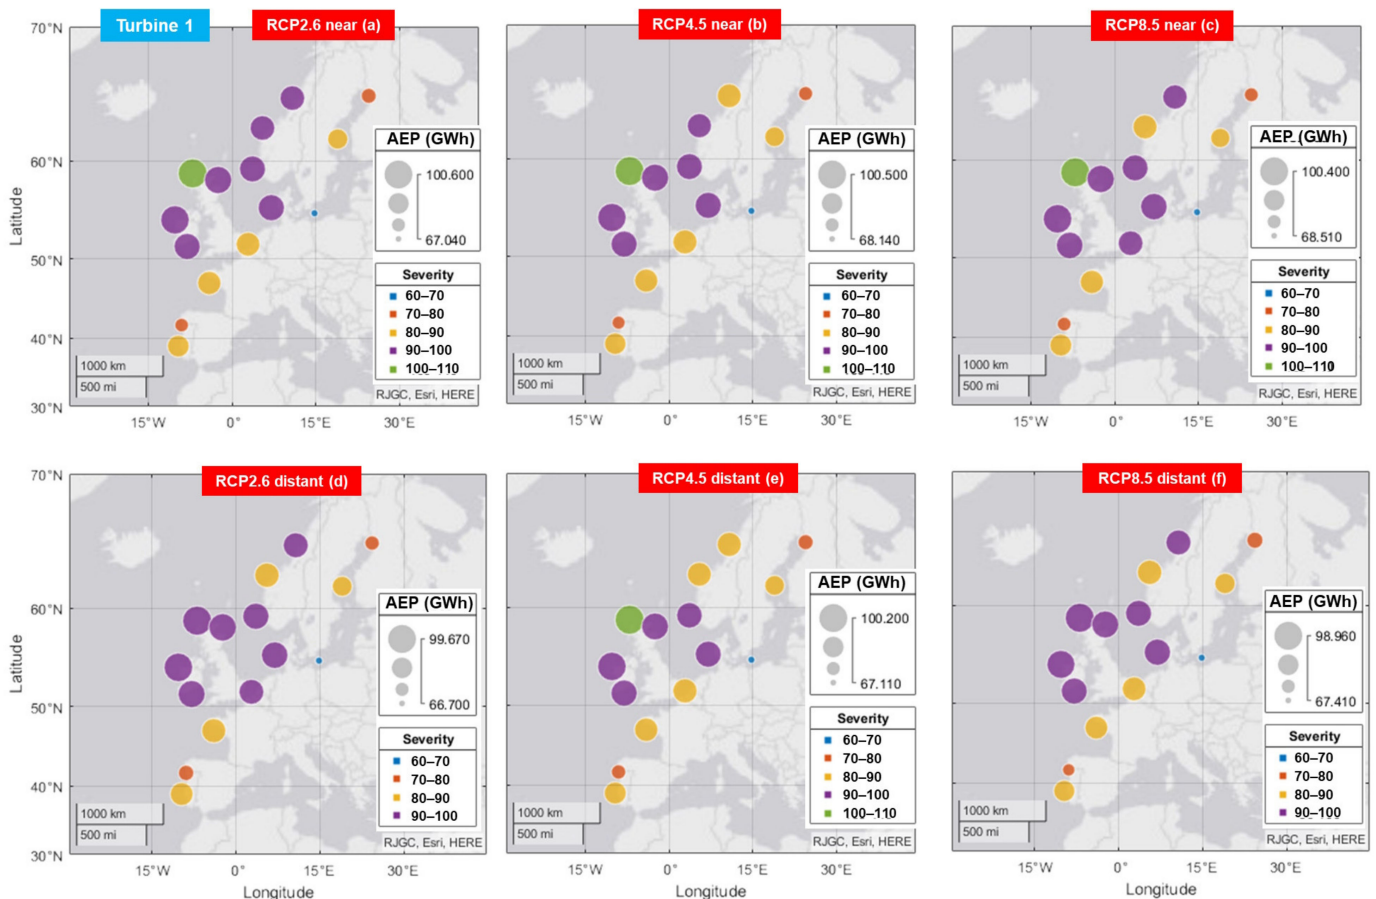 Turbine 1
RCP2.6 near (a)
RCP4.5 near (b)
RCP8.5 near (c)
70°N
60°N
50°N
40°N
30°N
Latitude
AEP (GWh)
100.600
67.040
Severity
60–70
70–80
80–90
90–100
100–110
1000 km
500 mi
RJGC, Esri, HERE
15°W
0°
15°E
30°E
AEP (GWh)
100.500
68.140
Severity
60–70
70–80
80–90
90–100
100–110
1000 km
500 mi
RJGC, Esri, HERE
15°W
0°
15°E
30°E
AEP (GWh)
100.400
68.510
Severity
60–70
70–80
80–90
90–100
100–110
1000 km
500 mi
RJGC, Esri, HERE
15°W
0°
15°E
30°E
RCP2.6 distant (d)
RCP4.5 distant (e)
RCP8.5 distant (f)
70°N
60°N
50°N
40°N
30°N
Latitude
AEP (GWh)
99.670
66.700
Severity
60–70
70–80
80–90
90–100
1000 km
500 mi
RJGC, Esri, HERE
15°W
0°
15°E
30°E
Longitude
AEP (GWh)
100.200
67.110
Severity
60–70
70–80
80–90
90–100
100–110
1000 km
500 mi
RJGC, Esri, HERE
15°W
0°
15°E
30°E
Longitude
AEP (GWh)
98.960
67.410
Severity
60–70
70–80
80–90
90–100
1000 km
500 mi
RJGC, Esri, HERE
15°W
0°
15°E
30°E
Longitude